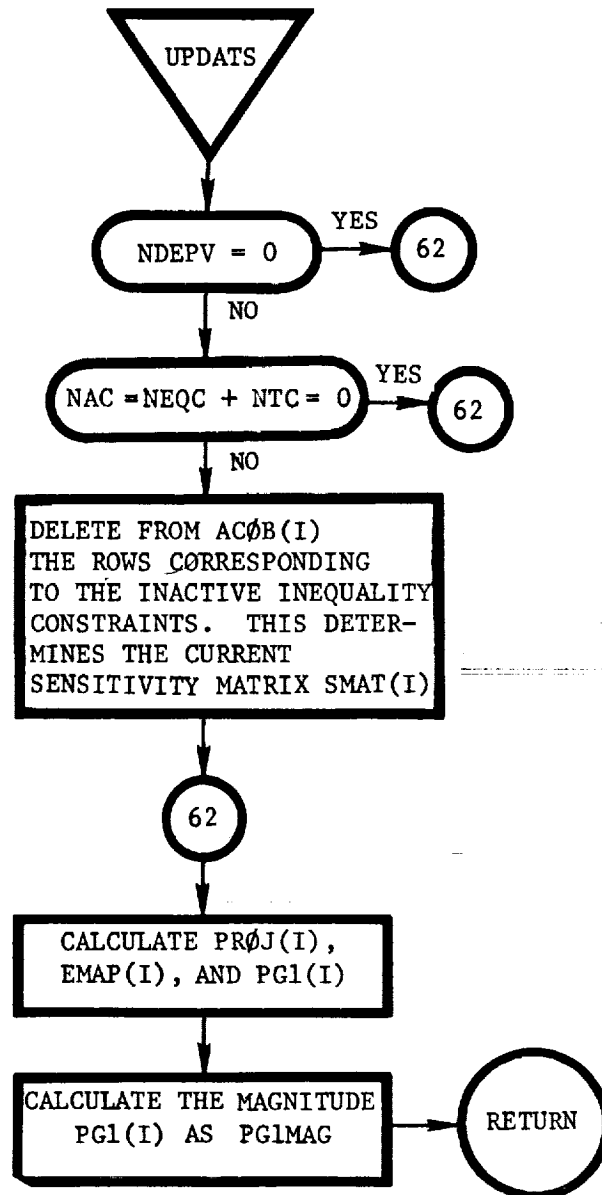 UPDATS
NDEPV = 0
YES
62
NO
NAC = NEQC + NTC = 0
YES
62
NO
DELETE FROM ACØB(I)
THE ROWS CORRESPONDING
TO THE INACTIVE INEQUALITY
CONSTRAINTS. THIS DETER-
MINES THE CURRENT
SENSITIVITY MATRIX SMAT(I)
62
CALCULATE PRØJ(I),
EMAP(I), AND PG1(I)
CALCULATE THE MAGNITUDE
PG1(I) AS PG1MAG
RETURN